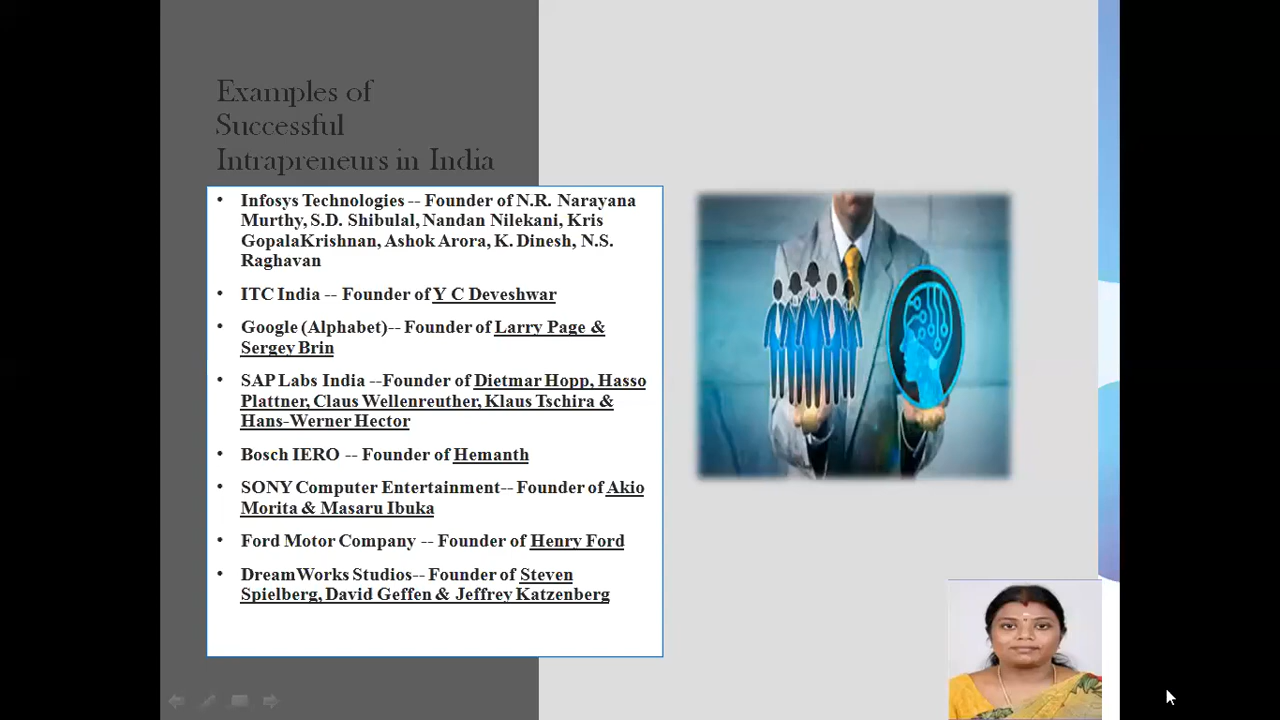 Examples of
Successful
Intrapreneurs in India
• Infosys Technologies -- Founder of N.R. Narayana
Murthy, S.D. Shibulal, Nandan Nilekani, Kris
GopalaKrishnan, Ashok Arora, K. Dinesh, N.S.
Raghavan
• ITC India -- Founder of Y C Deveshwar
• Google (Alphabet)-- Founder of Larry Page &
Sergey Brin
• SAP Labs India --Founder of Dietmar Hopp, Hasso
Plattner, Claus Wellenreuther, Klaus Tschira &
Hans-Werner Hector
• Bosch IERO -- Founder of Hemanth
• SONY Computer Entertainment-- Founder of Akio
Morita & Masaru Ibuka
• Ford Motor Company -- Founder of Henry Ford
• DreamWorks Studios-- Founder of Steven
Spielberg, David Geffen & Jeffrey Katzenberg